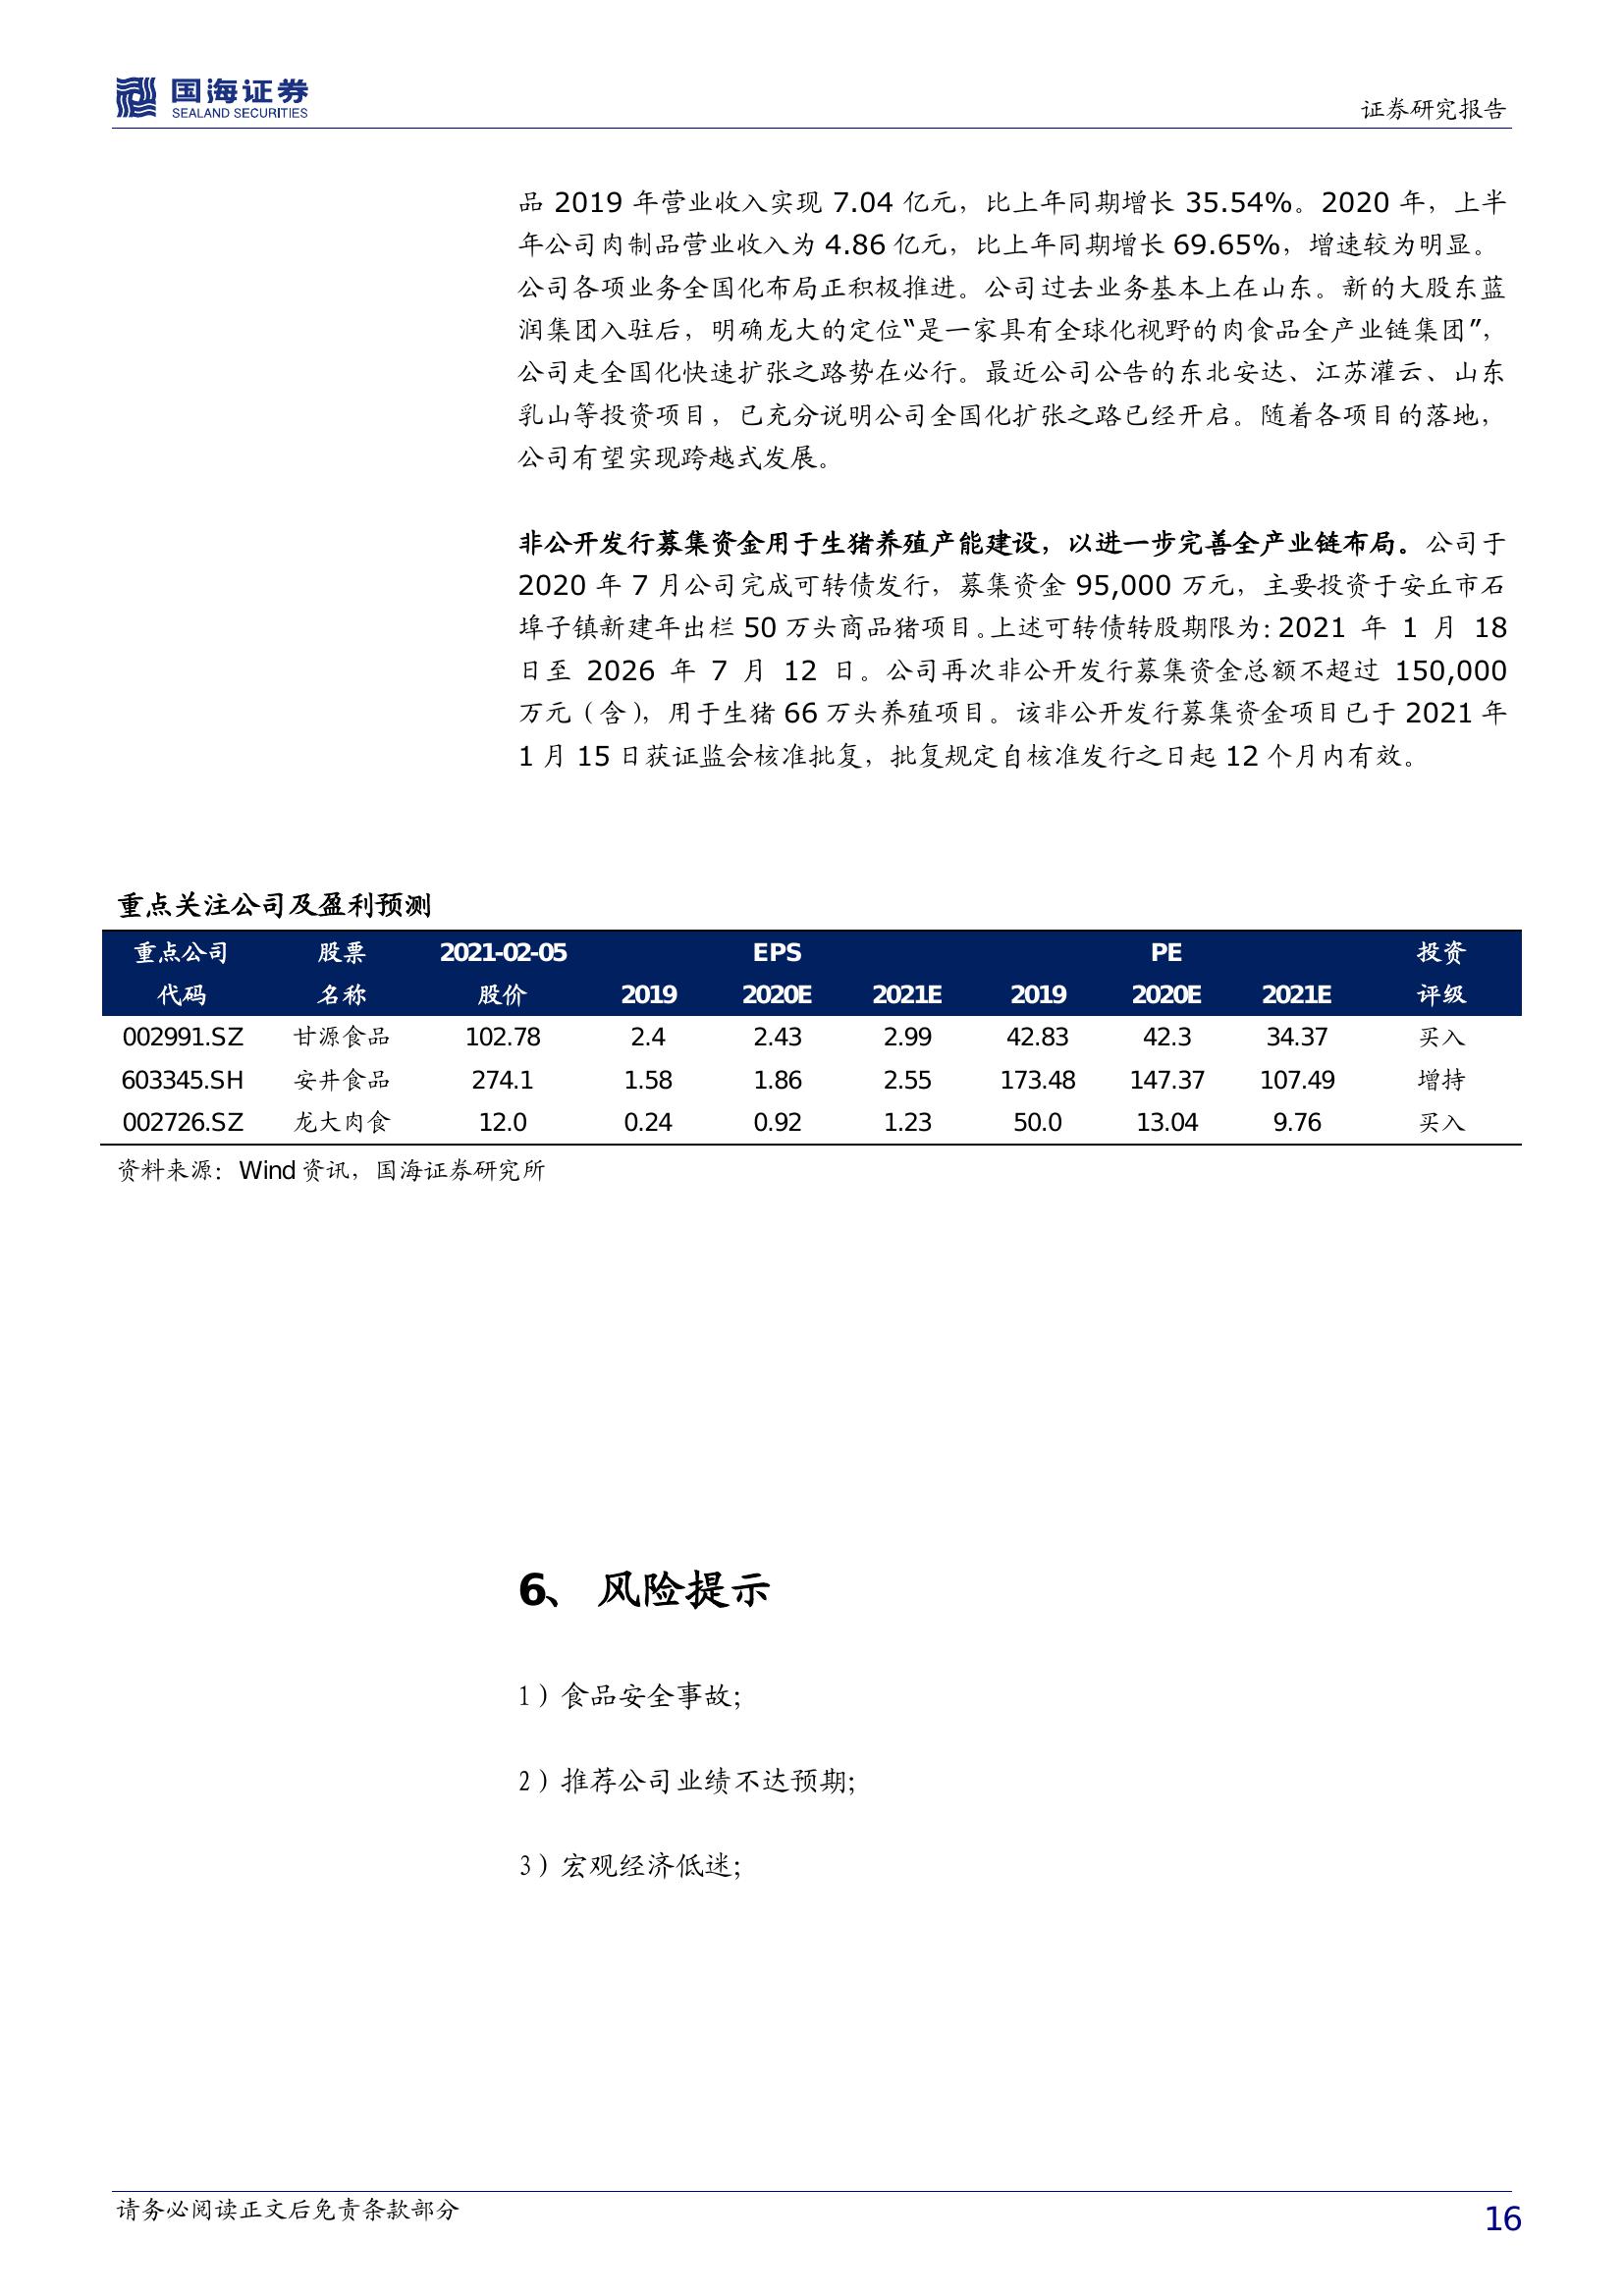 国海证券
SEALAND SECURITIES
证券研究报告
品 2019 年营业收入实现 7.04 亿元，比上年同期增长 35.54%。2020 年，上半
年公司肉制品营业收入为 4.86 亿元，比上年同期增长 69.65%，增速较为明显。
公司各项业务全国化布局正积极推进。公司过去业务基本上在山东。新的大股东蓝
润集团入驻后，明确龙大的定位“是一家具有全球化视野的肉食品全产业链集团”，
公司走全国化快速扩张之路势在必行。最近公司公告的东北安达、江苏灌云、山东
乳山等投资项目，已充分说明公司全国化扩张之路已经开启。随着各项目的落地，
公司有望实现跨越式发展。
非公开发行募集资金用于生猪养殖产能建设，以进一步完善全产业链布局。公司于
2020 年 7 月公司完成可转债发行，募集资金 95,000 万元，主要投资于安丘市石
埠子镇新建年出栏 50 万头商品猪项目。上述可转债转股期限为：2021 年 1 月 18
日至 2026 年 7 月 12 日。公司再次非公开发行募集资金总额不超过 150,000
万元（含），用于生猪 66 万头养殖项目。该非公开发行募集资金项目已于 2021 年
1 月 15 日获证监会核准批复，批复规定自核准发行之日起 12 个月内有效。
重点关注公司及盈利预测
重点公司 股票 2021-02-05 EPS PE 投资
代码 名称 股价 2019 2020E 2021E 2019 2020E 2021E 评级
002991.SZ 甘源食品 102.78 2.4 2.43 2.99 42.83 42.3 34.37 买入
603345.SH 安井食品 274.1 1.58 1.86 2.55 173.48 147.37 107.49 增持
002726.SZ 龙大肉食 12.0 0.24 0.92 1.23 50.0 13.04 9.76 买入
资料来源：Wind 资讯，国海证券研究所
6、 风险提示
1）食品安全事故；
2）推荐公司业绩不达预期；
3）宏观经济低迷；
请务必阅读正文后免责条款部分
16